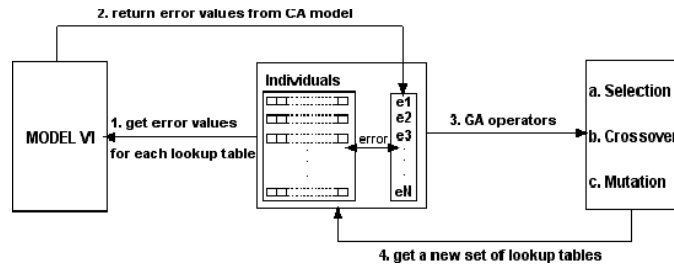 2. return error values from CA model
Individuals
e1
e2
e3
eN
error
MODEL V1
1. get error values
for each lookup table
3. GA operators
a. Selection
b. Crossover
c. Mutation
4. get a new set of lookup tables